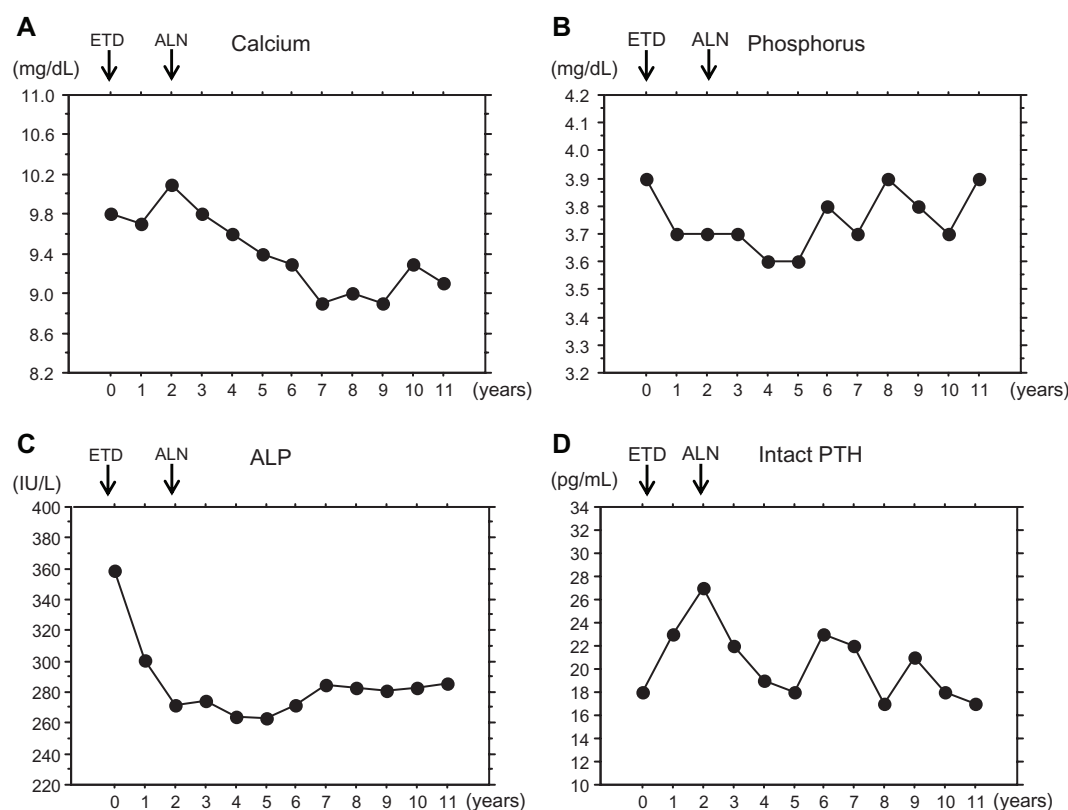 A
ETD ALN Calcium
(mg/dL)
11.0
10.6
10.2
9.8
9.4
9.0
8.6
8.2
0 1 2 3 4 5 6 7 8 9 10 11 (years)
B
ETD ALN Phosphorus
(mg/dL)
4.2
4.1
4.0
3.9
3.8
3.7
3.6
3.5
3.4
3.3
3.2
0 1 2 3 4 5 6 7 8 9 10 11 (years)
C
ETD ALN ALP
(IU/L)
400
380
360
340
320
300
280
260
240
220
0 1 2 3 4 5 6 7 8 9 10 11 (years)
D
ETD ALN Intact PTH
(pg/mL)
34
32
30
28
26
24
22
20
18
16
14
12
10
0 1 2 3 4 5 6 7 8 9 10 11 (years)